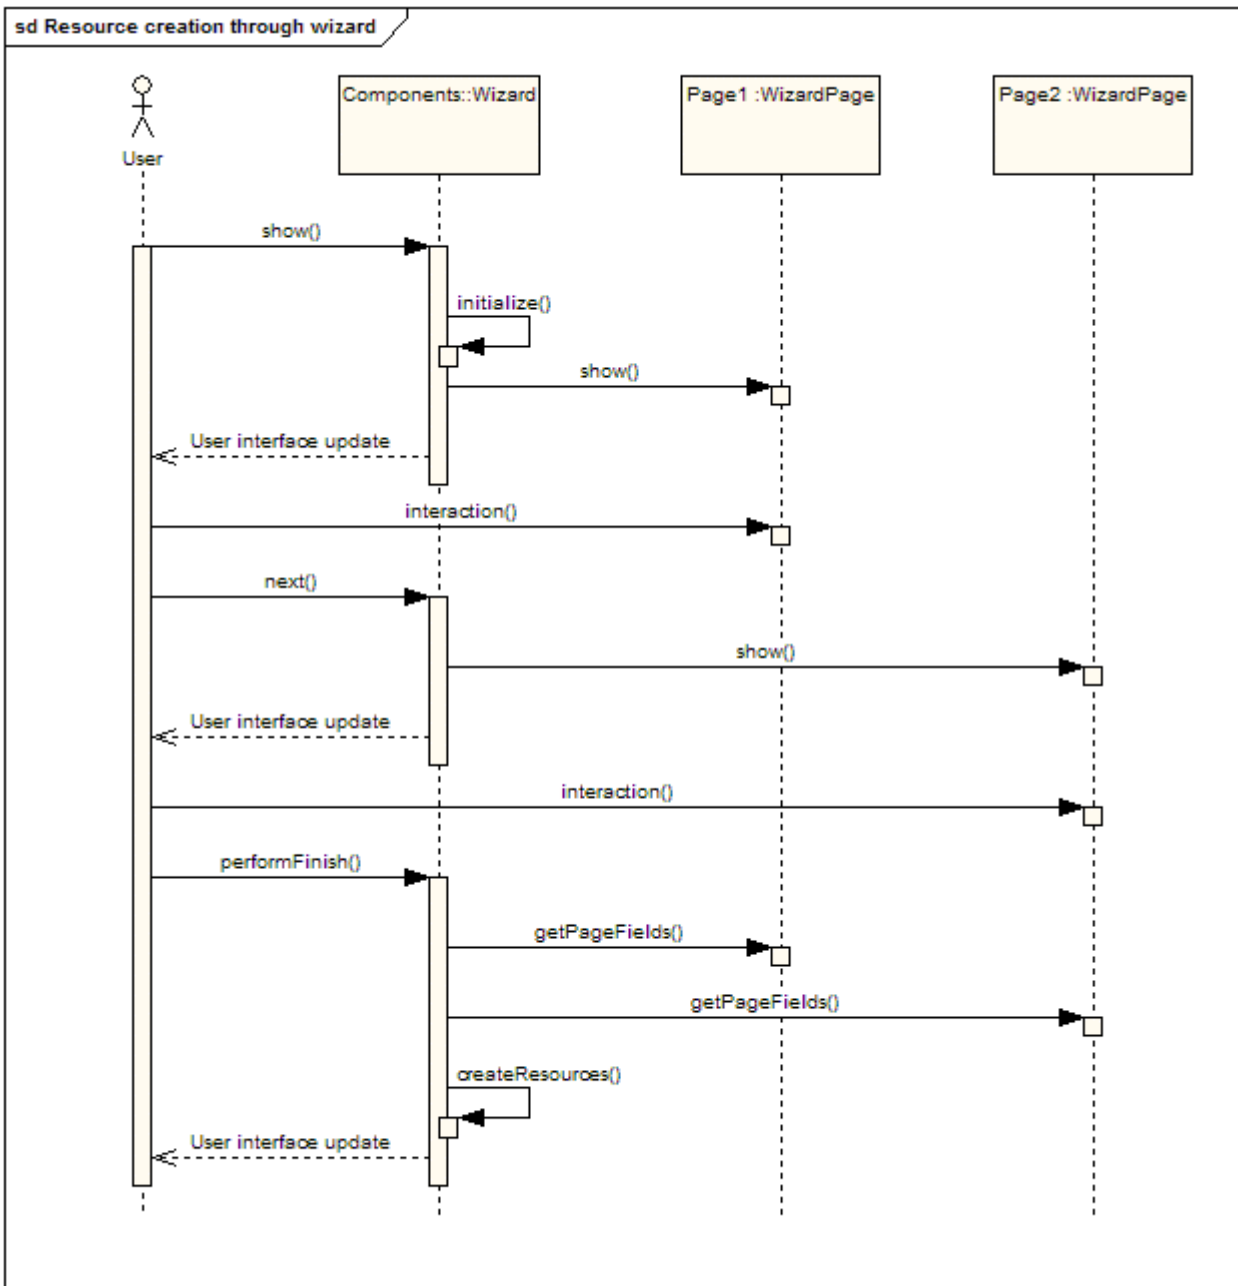 sd Resource creation through wizard
User
Components::Wizard
Page1 :WizardPage
Page2 :WizardPage
show()
initialize()
show()
User interface update
interaction()
next()
show()
User interface update
interaction()
performFinish()
getPageFields()
getPageFields()
createResources()
User interface update